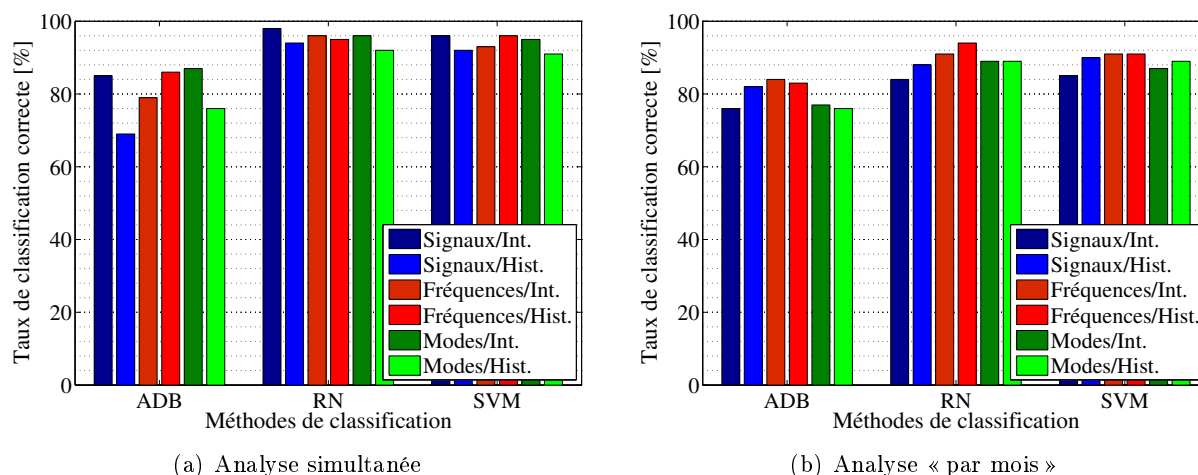 Taux de classification correcte [%]
100
80
60
40
20
0
ADB
RN
SVM
Méthodes de classification
Signaux/Int.
Signaux/Hist.
Fréquences/Int.
Fréquences/Hist.
Modes/Int.
Modes/Hist.
(a) Analyse simultanée
Taux de classification correcte [%]
100
80
60
40
20
0
ADB
RN
SVM
Méthodes de classification
Signaux/Int.
Signaux/Hist.
Fréquences/Int.
Fréquences/Hist.
Modes/Int.
Modes/Hist.
(b) Analyse « par mois »